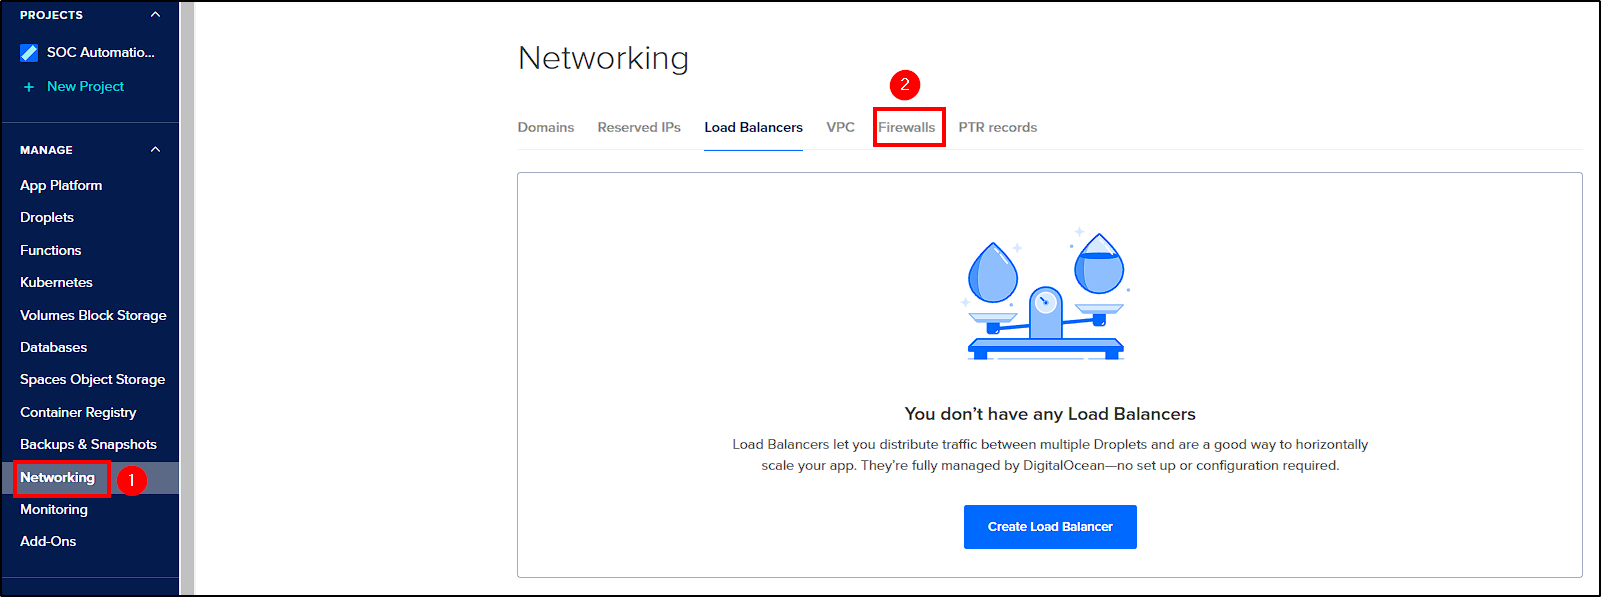 PROJECTS
SOC Automatio...
+ New Project
MANAGE
App Platform
Droplets
Functions
Kubernetes
Volumes Block Storage
Databases
Spaces Object Storage
Container Registry
Backups & Snapshots
Networking 1
Monitoring
Add-Ons
Networking
2
Domains Reserved IPs Load Balancers VPC Firewalls PTR records
You don’t have any Load Balancers
Load Balancers let you distribute traffic between multiple Droplets and are a good way to horizontally
scale your app. They’re fully managed by DigitalOcean—no set up or configuration required.
Create Load Balancer